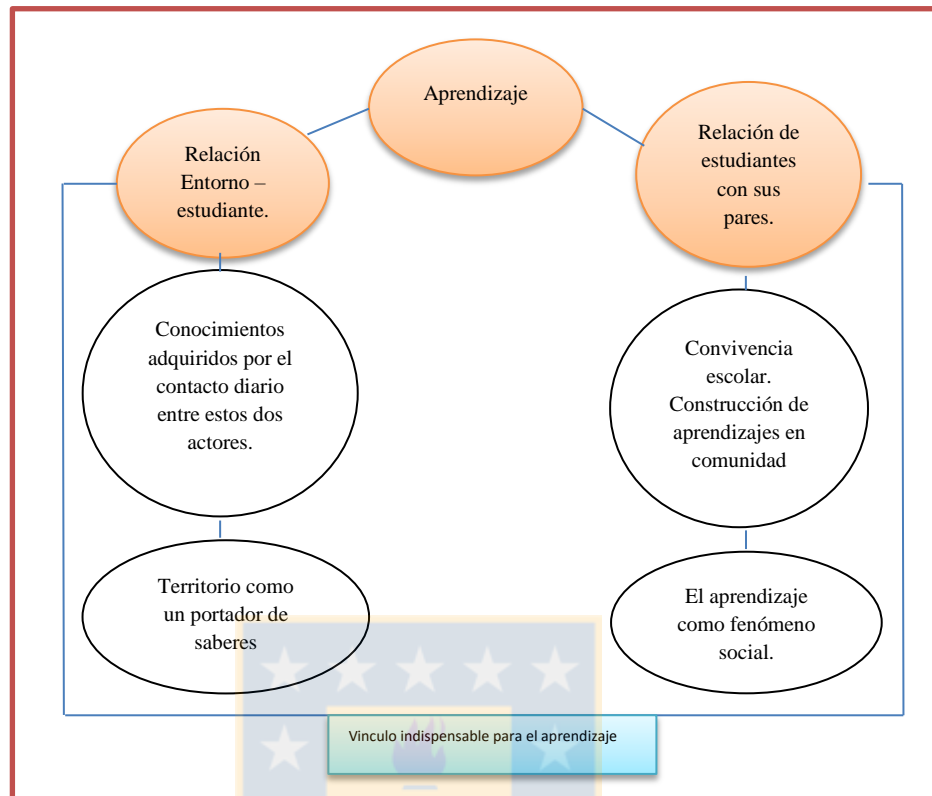 Aprendizaje
Relación
Entorno –
estudiante.
Relación de
estudiantes
con sus
pares.
Conocimientos
adquiridos por el
contacto diario
entre estos dos
actores.
Convivencia
escolar.
Construcción de
aprendizajes en
comunidad
Territorio como
un portador de
saberes
El aprendizaje
como fenómeno
social.
Vinculo indispensable para el aprendizaje